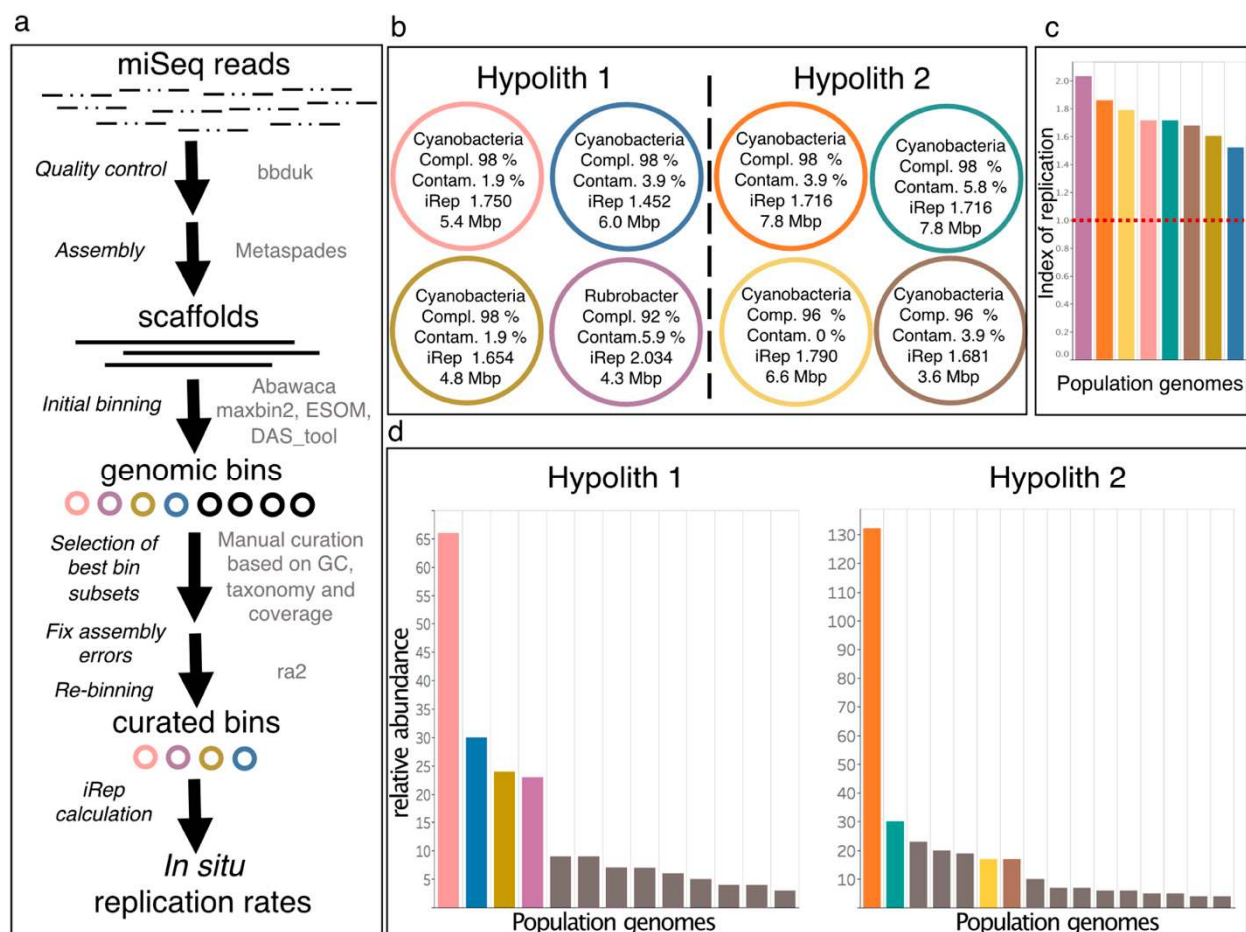 a
miSeq reads
Quality control
bbduk
Assembly
Metaspades
scaffolds
Initial binning
Abawaca
maxbin2, ESOM,
DAS_tool
genomic bins
Selection of
best bin
subsets
Manual curation
based on GC,
taxonomy and
coverage
Fix assembly
errors
ra2
Re-binning
curated bins
iRep
calculation
In situ
replication rates
b
Hypolith 1
Cyanobacteria
Compl. 98 %
Contam. 1.9 %
iRep 1.750
5.4 Mbp
Cyanobacteria
Compl. 98 %
Contam. 3.9 %
iRep 1.452
6.0 Mbp
Cyanobacteria
Compl. 98 %
Contam. 1.9 %
iRep 1.654
4.8 Mbp
Rubrobacter
Compl. 92 %
Contam.5.9 %
iRep 2.034
4.3 Mbp
Hypolith 2
Cyanobacteria
Compl. 98 %
Contam. 3.9 %
iRep 1.716
7.8 Mbp
Cyanobacteria
Compl. 98 %
Contam. 5.8 %
iRep 1.716
7.8 Mbp
Cyanobacteria
Comp. 96 %
Contam. 0 %
iRep 1.790
6.6 Mbp
Cyanobacteria
Comp. 96 %
Contam. 3.9 %
iRep 1.681
3.6 Mbp
c
Index of replication
2.0
1.8
1.6
1.4
1.2
1.0
0.8
0.6
0.4
0.2
0.0
Population genomes
d
Hypolith 1
relative abundance
65
60
55
50
45
40
35
30
25
20
15
10
5
Population genomes
Hypolith 2
130
120
110
100
90
80
70
60
50
40
30
20
10
Population genomes